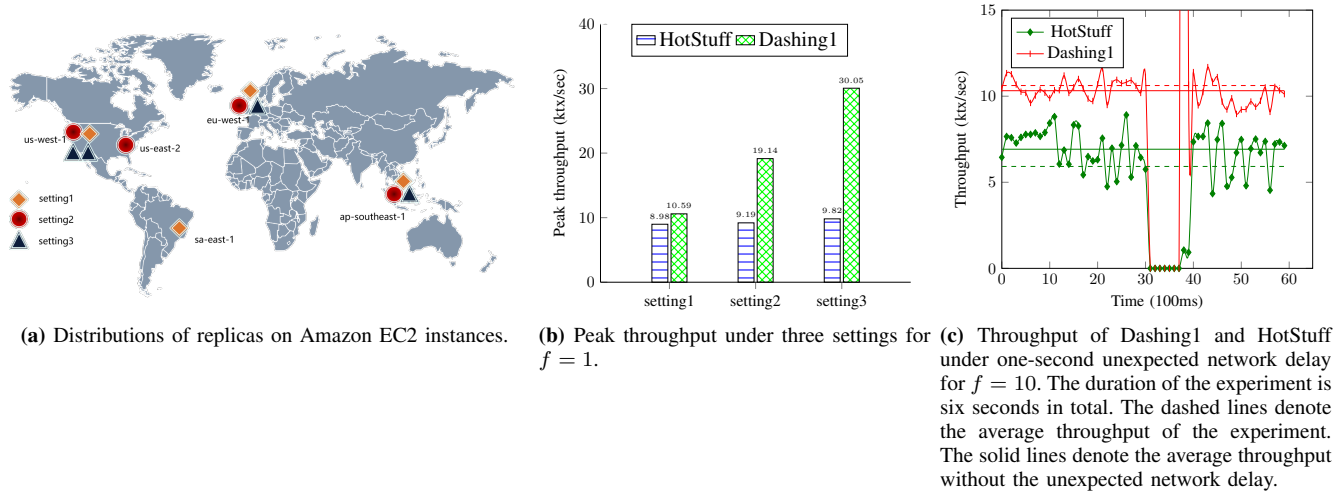 us-west-1
us-east-2
eu-west-1
ap-southeast-1
sa-east-1
setting1
setting2
setting3
(a) Distributions of replicas on Amazon EC2 instances.
Peak throughput (ktx/sec)
HotStuff Dashing1
40
30
20
10
0
8.98 10.59
9.19 19.14
9.82 30.05
setting1 setting2 setting3
(b) Peak throughput under three settings for
f = 1.
Throughput (ktx/sec)
HotStuff
Dashing1
15
10
5
0
0 10 20 30 40 50 60
Time (100ms)
(c) Throughput of Dashing1 and HotStuff
under one-second unexpected network delay
for f = 10. The duration of the experiment is
six seconds in total. The dashed lines denote
the average throughput of the experiment.
The solid lines denote the average throughput
without the unexpected network delay.